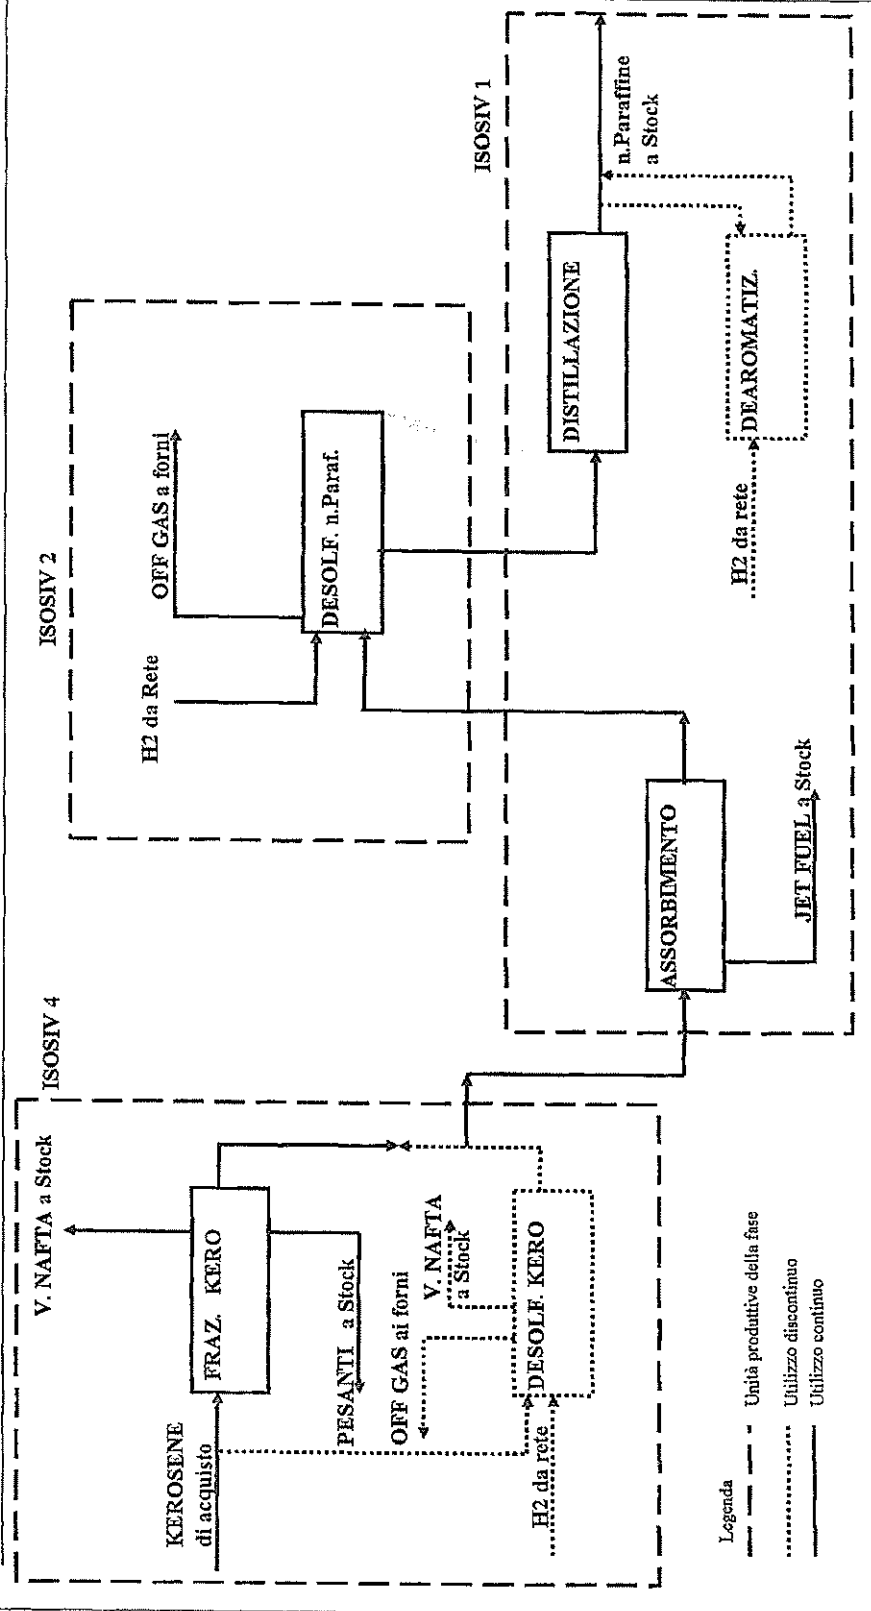 ISOSIV 4
V. NAFTA a Stock
KEROSENE
di acquisto
FRAZ. KERO
PESANTI a Stock
OFF GAS ai forni
V. NAFTA
a Stock
H2 da rete
DESOLF. KERO
ISOSIV 2
H2 da Rete
OFF GAS a forni
DESOLF. n.Paraf.
ISOSIV 1
ASSORBIMENTO
JET FUEL a Stock
DISTILLAZIONE
n.Paraffine
a Stock
H2 da rete
DEAROMATIZ.
Legenda
Unità produttive della fase
Utilizzo discontinuo
Utilizzo continuo